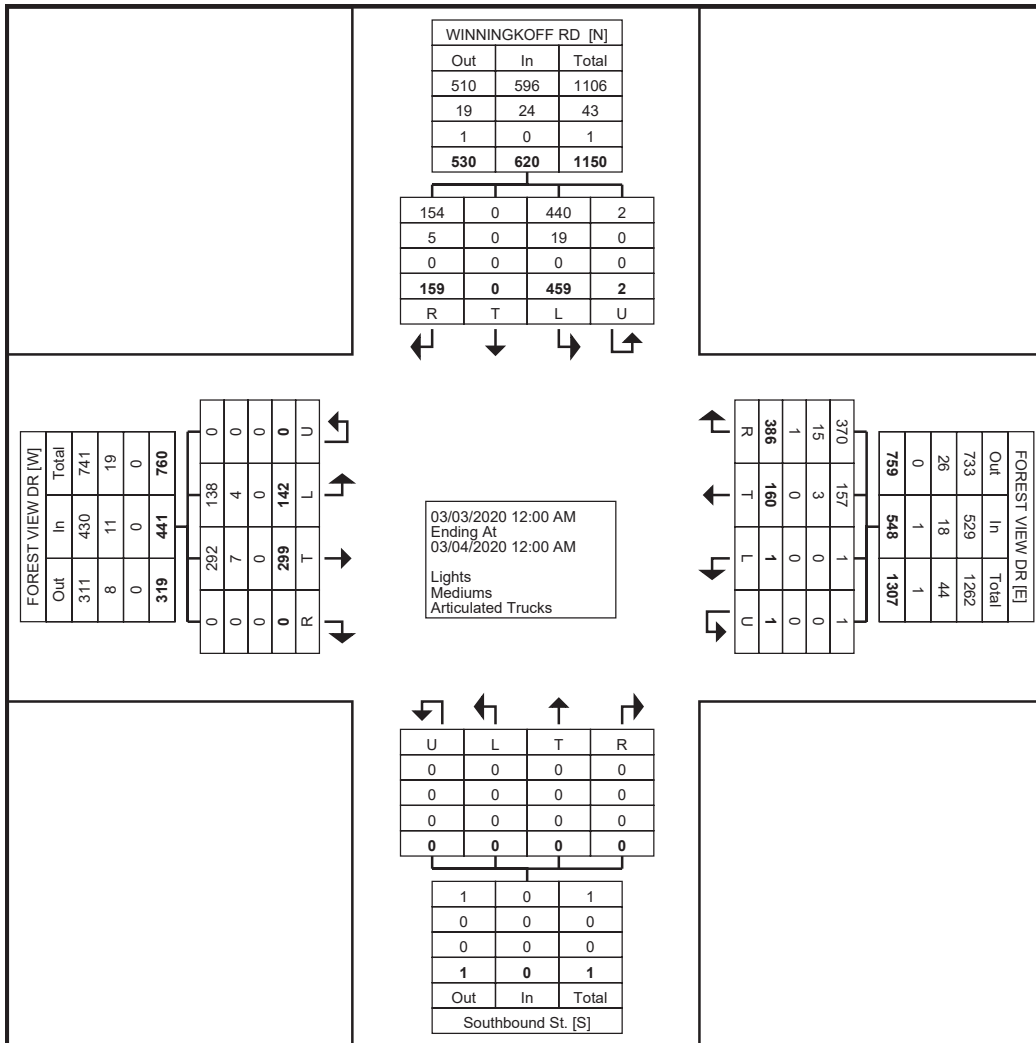 WINNINGKOFF RD [N]
Out In Total
510 596 1106
19 24 43
1 0 1
530 620 1150
154 0 440 2
5 0 19 0
0 0 0 0
159 0 459 2
R T L U
FOREST VIEW DR [W]
Total 741 19 0 760
In 430 11 0 441
Out 311 8 0 319
0 0 0 0 U
138 4 0 142 L
292 7 0 299 T
0 0 0 0 R
03/03/2020 12:00 AM
Ending At
03/04/2020 12:00 AM
Lights
Mediums
Articulated Trucks
R 386 1 15 370
T 160 0 3 157
L 1 0 0 1
U 1 0 0 1
FOREST VIEW DR [E]
Out In Total
733 529 1262
26 18 44
0 1 1
759 548 1307
U L T R
0 0 0 0
0 0 0 0
0 0 0 0
0 0 0 0
1 0 1
0 0 0
0 0 0
1 0 1
Out In Total
Southbound St. [S]